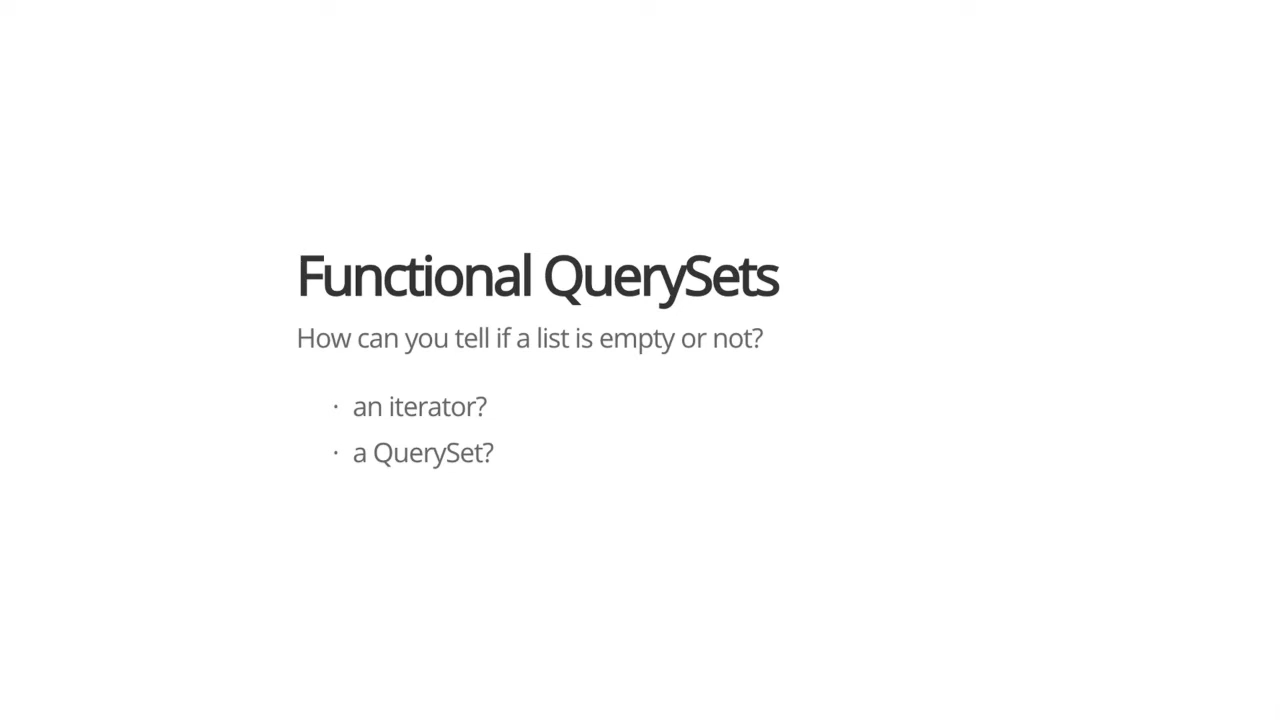 Functional QuerySets
How can you tell if a list is empty or not?
· an iterator?
· a QuerySet?